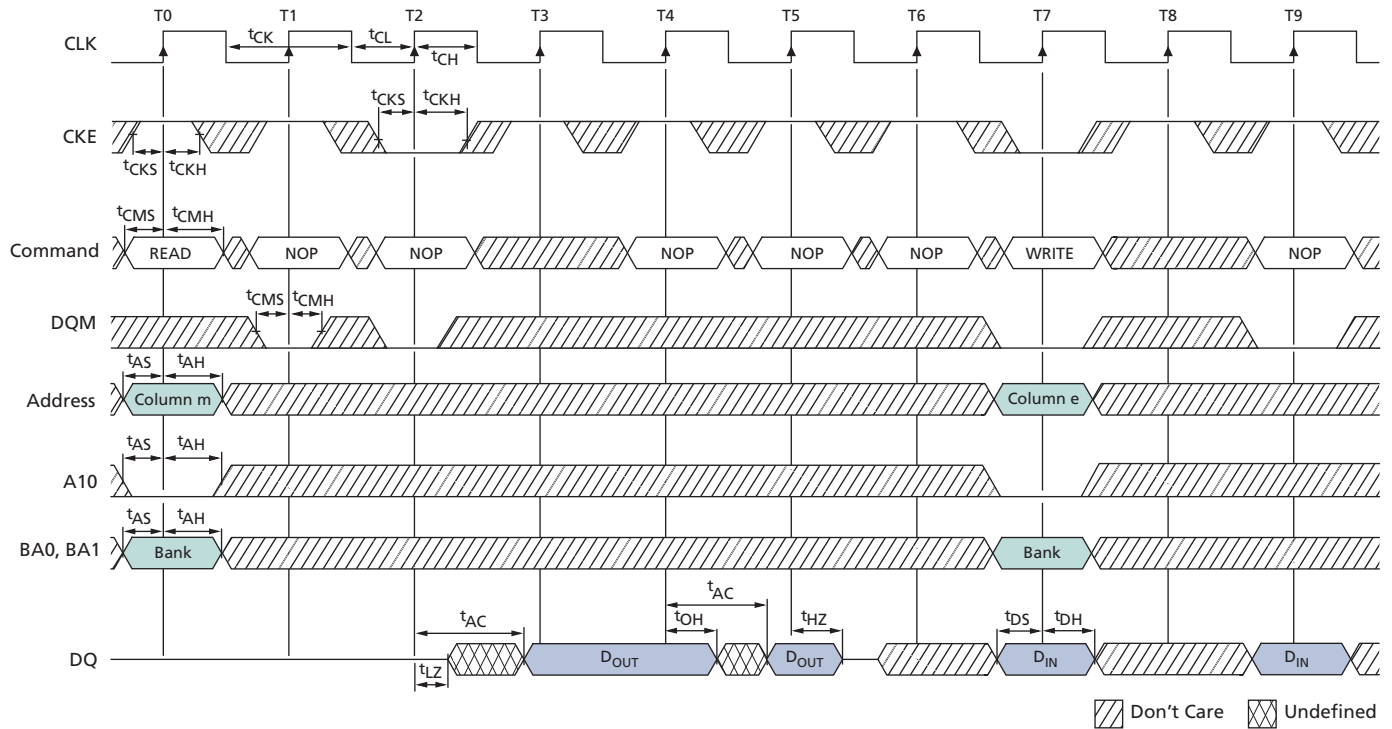 T0 T1 T2 T3 T4 T5 T6 T7 T8 T9
CLK
tCK tCL
tCH
tCKS tCKH
CKE
tCKS tCKH
tCMS tCMH
Command READ NOP NOP NOP NOP NOP WRITE NOP
tCMS tCMH
DQM
tAS tAH
Address Column m Column e
tAS tAH
A10
tAS tAH
BA0, BA1 Bank Bank
tAC
tAC tOH tHZ tDS tDH
DQ DOUT DOUT DIN DIN
tLZ
Don't Care Undefined